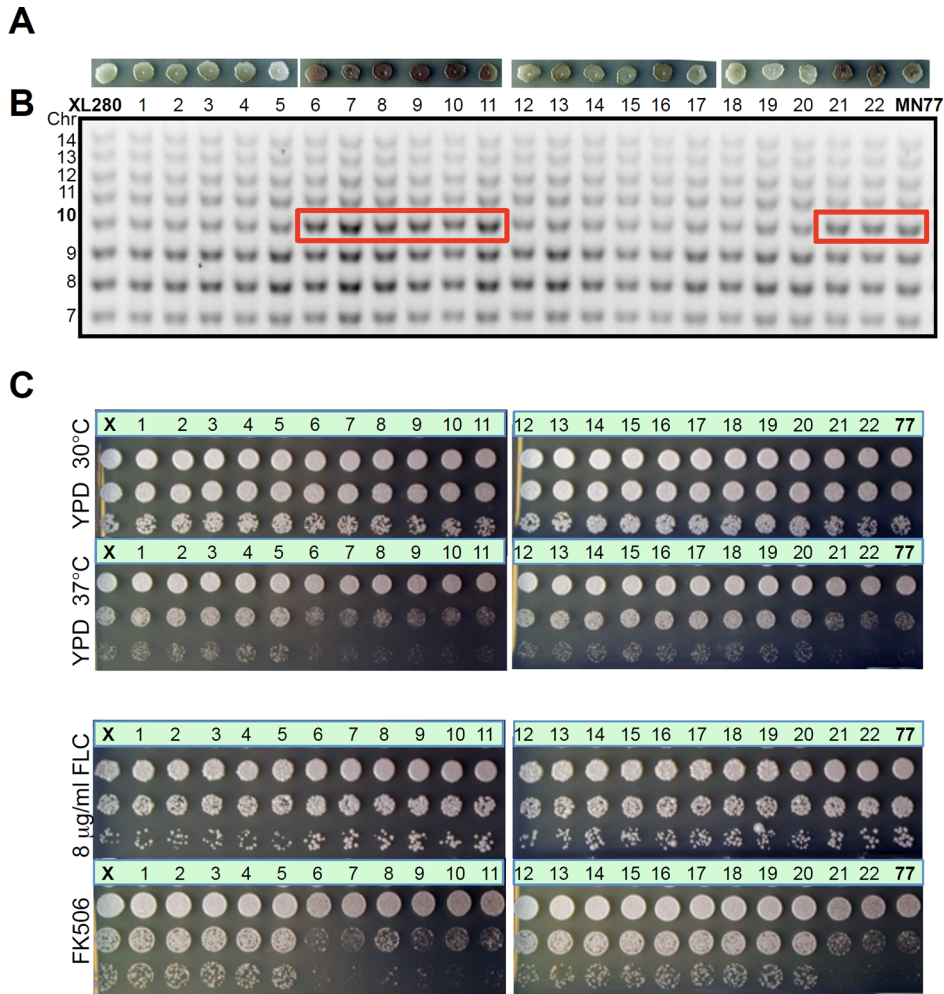 A
B
XL280 1 2 3 4 5 6 7 8 9 10 11 12 13 14 15 16 17 18 19 20 21 22 MN77
Chr
14
13
12
11
10
9
8
7
C
YPD 30°C
X 1 2 3 4 5 6 7 8 9 10 11
12 13 14 15 16 17 18 19 20 21 22 77
YPD 37°C
X 1 2 3 4 5 6 7 8 9 10 11
12 13 14 15 16 17 18 19 20 21 22 77
8 µg/ml FLC
X 1 2 3 4 5 6 7 8 9 10 11
12 13 14 15 16 17 18 19 20 21 22 77
FK506
X 1 2 3 4 5 6 7 8 9 10 11
12 13 14 15 16 17 18 19 20 21 22 77